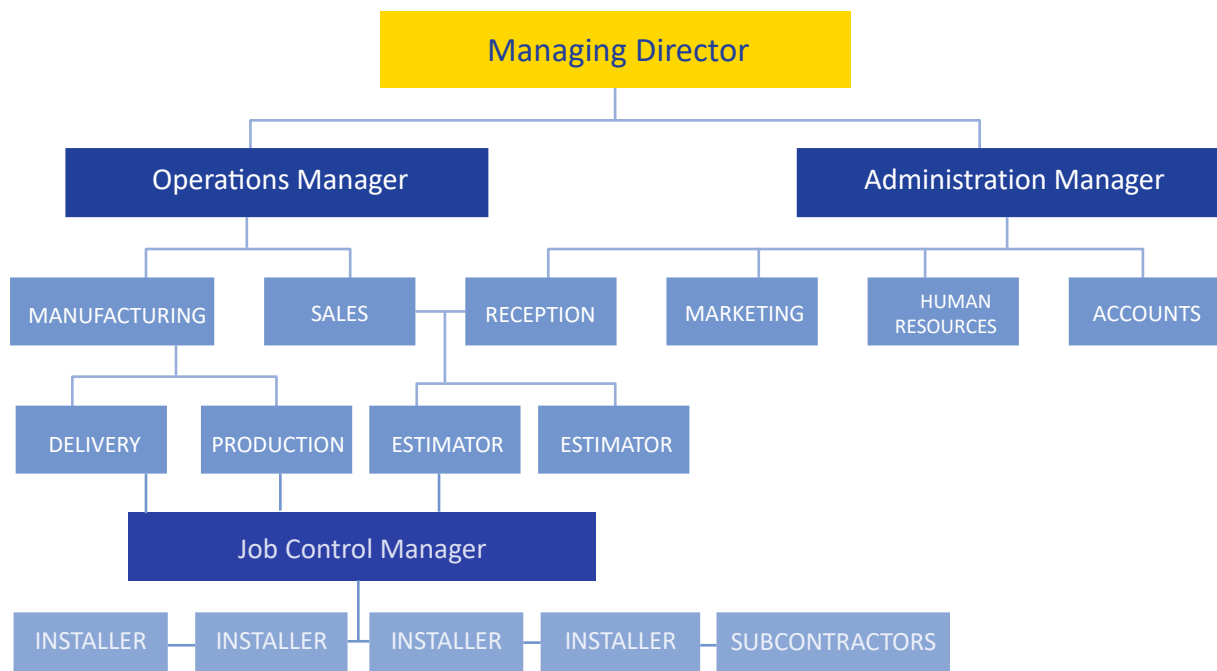 Managing Director
Operations Manager
Administration Manager
MANUFACTURING
SALES
RECEPTION
MARKETING
HUMAN
RESOURCES
ACCOUNTS
DELIVERY
PRODUCTION
ESTIMATOR
ESTIMATOR
Job Control Manager
INSTALLER
INSTALLER
INSTALLER
INSTALLER
SUBCONTRACTORS